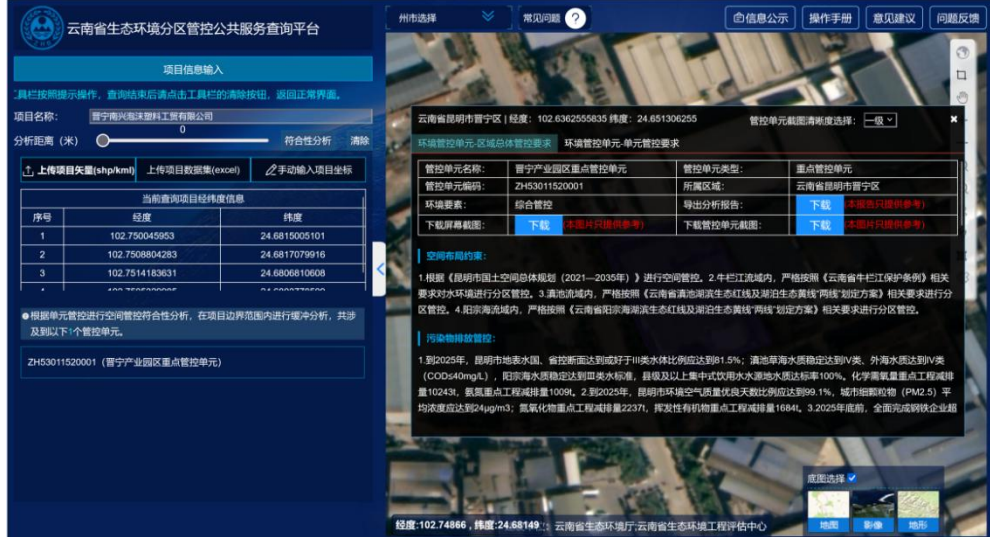 云南省生态环境分区管控公共服务查询平台
项目信息输入
具栏按照提示操作，查询结束后请点击工具栏的清除按钮，返回正常界面。
项目名称：
晋宁南兴泡沫塑料工贸有限公司
分析距离（米）
0
符合性分析
清除
上传项目矢量(shp/kml)
上传项目数据集(excel)
手动输入项目坐标
当前查询项目经纬度信息
序号 经度 纬度
1 102.750045953 24.6815005101
2 102.7508804283 24.6817079916
3 102.7514183631 24.6806810608
根据单元管控进行空间管控符合性分析，在项目边界范围内进行缓冲分析，共涉
及到以下1个管控单元。
ZH53011520001（晋宁产业园区重点管控单元）
州市选择
常见问题 ?
信息公示
操作手册
意见建议
问题反馈
云南省昆明市晋宁区 | 经度：102.6362555835 纬度：24.651306255
管控单元截图清晰度选择：
一级
×
环境管控单元-区域总体管控要求
环境管控单元-单元管控要求
管控单元名称： 晋宁产业园区重点管控单元 管控单元类型： 重点管控单元
管控单元编码： ZH53011520001 所属区域： 云南省昆明市晋宁区
环境要素： 综合管控 导出分析报告： 下载 (本报告只提供参考)
下载屏幕截图： 下载 (本图片只提供参考) 下载管控单元截图： 下载 (本图片只提供参考)
空间布局约束：
1.根据《昆明市国土空间总体规划（2021—2035年）》进行空间管控。2.牛栏江流域内，严格按照《云南省牛栏江保护条例》相关
要求对水环境进行分区管控。3.滇池流域内，严格按照《云南省滇池湖滨生态红线及湖泊生态黄线“两线”划定方案》相关要求进行分
区管控。4.阳宗海流域内，严格按照《云南省阳宗海湖滨生态红线及湖泊生态黄线“两线”划定方案》相关要求进行分区管控。
污染物排放管控：
1.到2025年，昆明市地表水国、省控断面达到或好于III类水体比例应达到81.5%；滇池草海水质稳定达到IV类、外海水质达到IV类
（COD≤40mg/L），阳宗海水质稳定达到III类水标准，县级及以上集中式饮用水水源地水质达标率100%。化学需氧量重点工程减排
量10243t，氨氮重点工程减排量1009t。2.到2025年，昆明市环境空气质量优良天数比例应达到99.1%，城市细颗粒物（PM2.5）平
均浓度应达到24μg/m3；氮氧化物重点工程减排量2237t，挥发性有机物重点工程减排量1684t。3.2025年底前，全面完成钢铁企业超
底图选择
地图
影像
地形
经度:102.74866，纬度:24.68149
：云南省生态环境厅;云南省生态环境工程评估中心